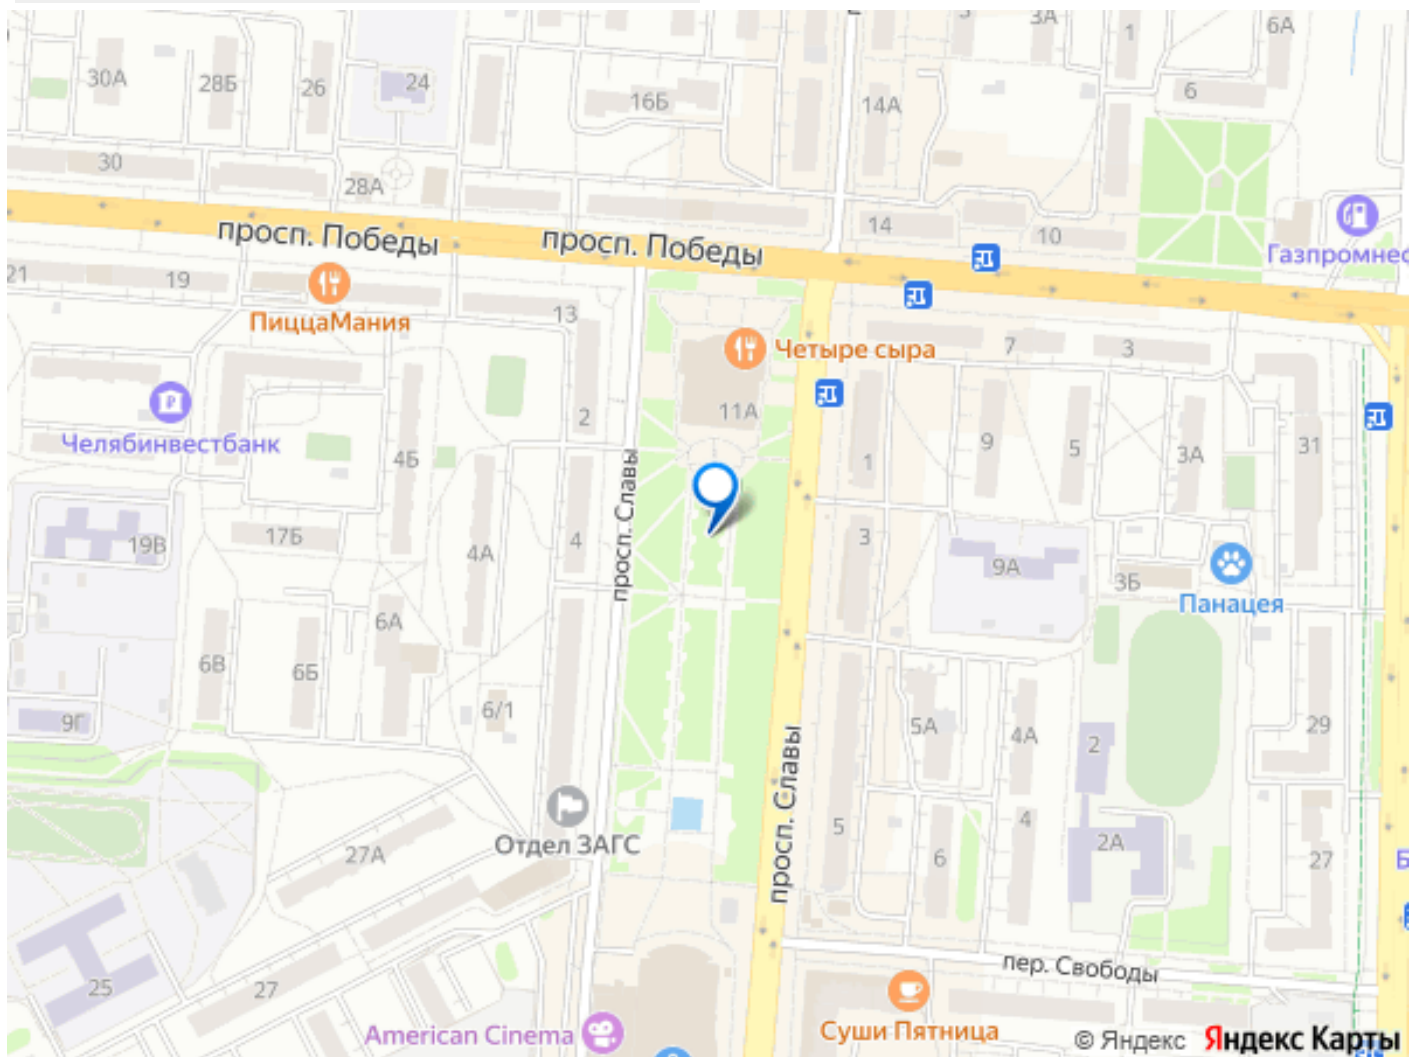 3
3А
1
6А
30А
28Б
26
24
16Б
14А
6
30
28А
14
10
Газпромнеф
просп. Победы
просп. Победы
21
19
ПиццаМания
13
Четыре сыра
7
3
11А
2
Челябинвестбанк
4Б
1
9
5
3А
31
просп. Славы
19В
17Б
4А
4
3
9А
3Б
Панацея
6А
6В
6Б
6/1
9Г
5А
4А
2
29
просп. Славы
Отдел ЗАГС
27А
5
6
4
2А
27
Б
25
27
пер. Свободы
American Cinema
Суши Пятница
© Яндекс Яндекс Карты